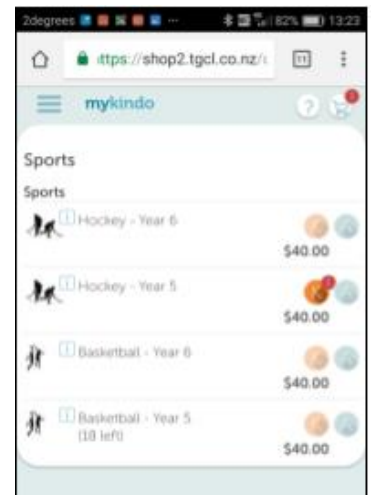 2degrees 82% 13:23
ttps://shop2.tgcl.co.nz/
mykindo ?
Sports
Sports
i Hockey - Year 6
$40.00
i Hockey - Year 5
$40.00
i Basketball - Year 6
$40.00
i Basketball - Year 5
(18 left)
$40.00